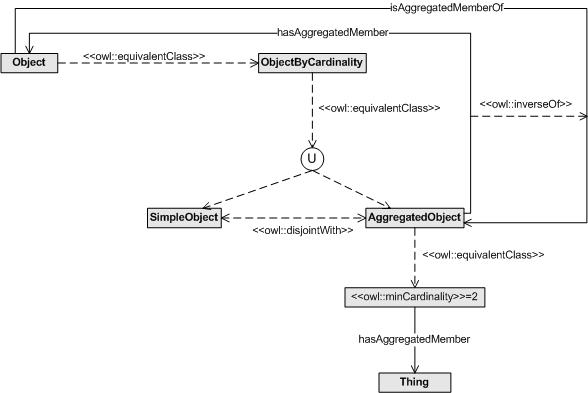 isAggregatedMemberOf
hasAggregatedMember
<<owl::equivalentClass>>
Object
ObjectByCardinality
<<owl::equivalentClass>>
<<owl::inverseOf>>
U
SimpleObject
AggregatedObject
<<owl::disjointWith>>
<<owl::equivalentClass>>
<<owl::minCardinality>>=2
hasAggregatedMember
Thing